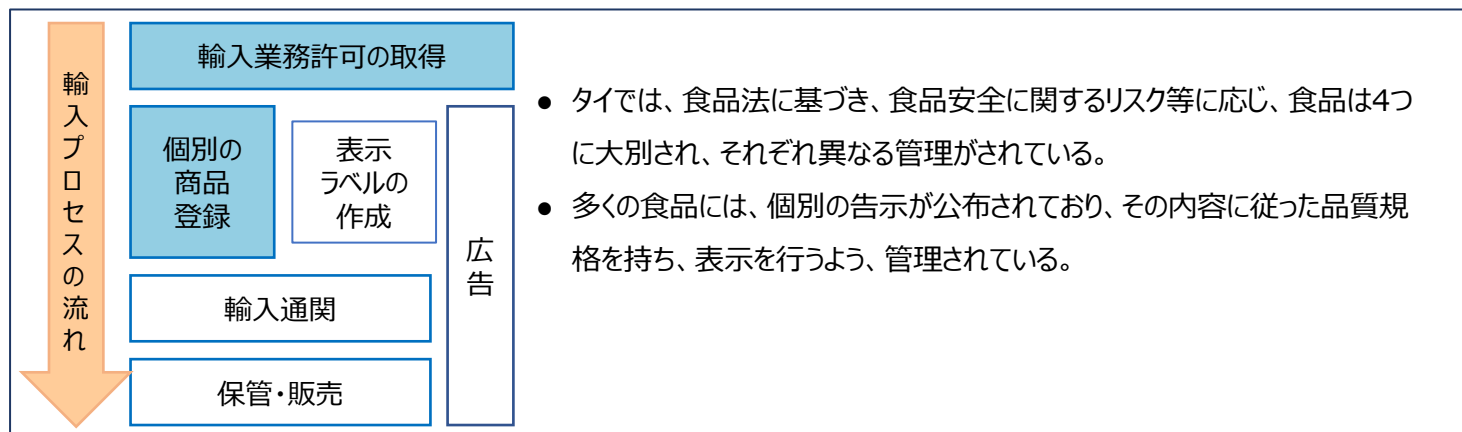 輸入プロセスの流れ
輸入業務許可の取得
個別の
商品
登録
表示
ラベルの
作成
広告
輸入通関
保管・販売
● タイでは、食品法に基づき、食品安全に関するリスク等に応じ、食品は4つ
に大別され、それぞれ異なる管理がされている。
● 多くの食品には、個別の告示が公布されており、その内容に従った品質規
格を持ち、表示を行うよう、管理されている。